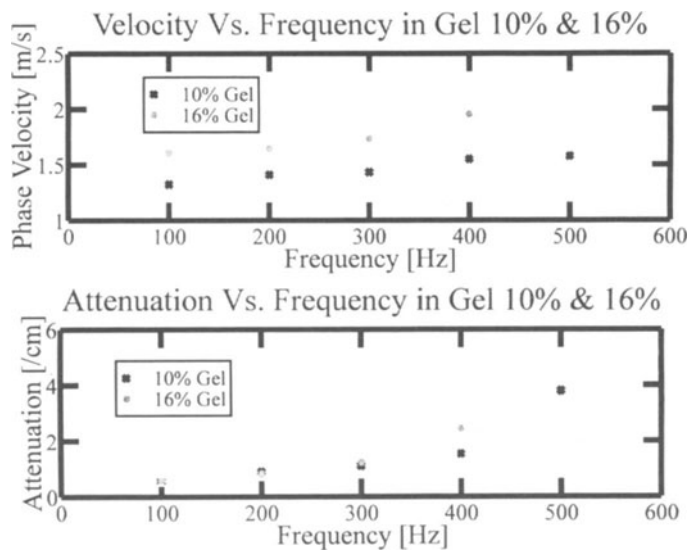 Velocity Vs. Frequency in Gel 10% & 16%
Phase Velocity [m/s]
2.5
2
1.5
1
10% Gel
16% Gel
0 100 200 300 400 500 600
Frequency [Hz]
Attenuation Vs. Frequency in Gel 10% & 16%
Attenuation [/cm]
6
4
2
0
10% Gel
16% Gel
0 100 200 300 400 500 600
Frequency [Hz]